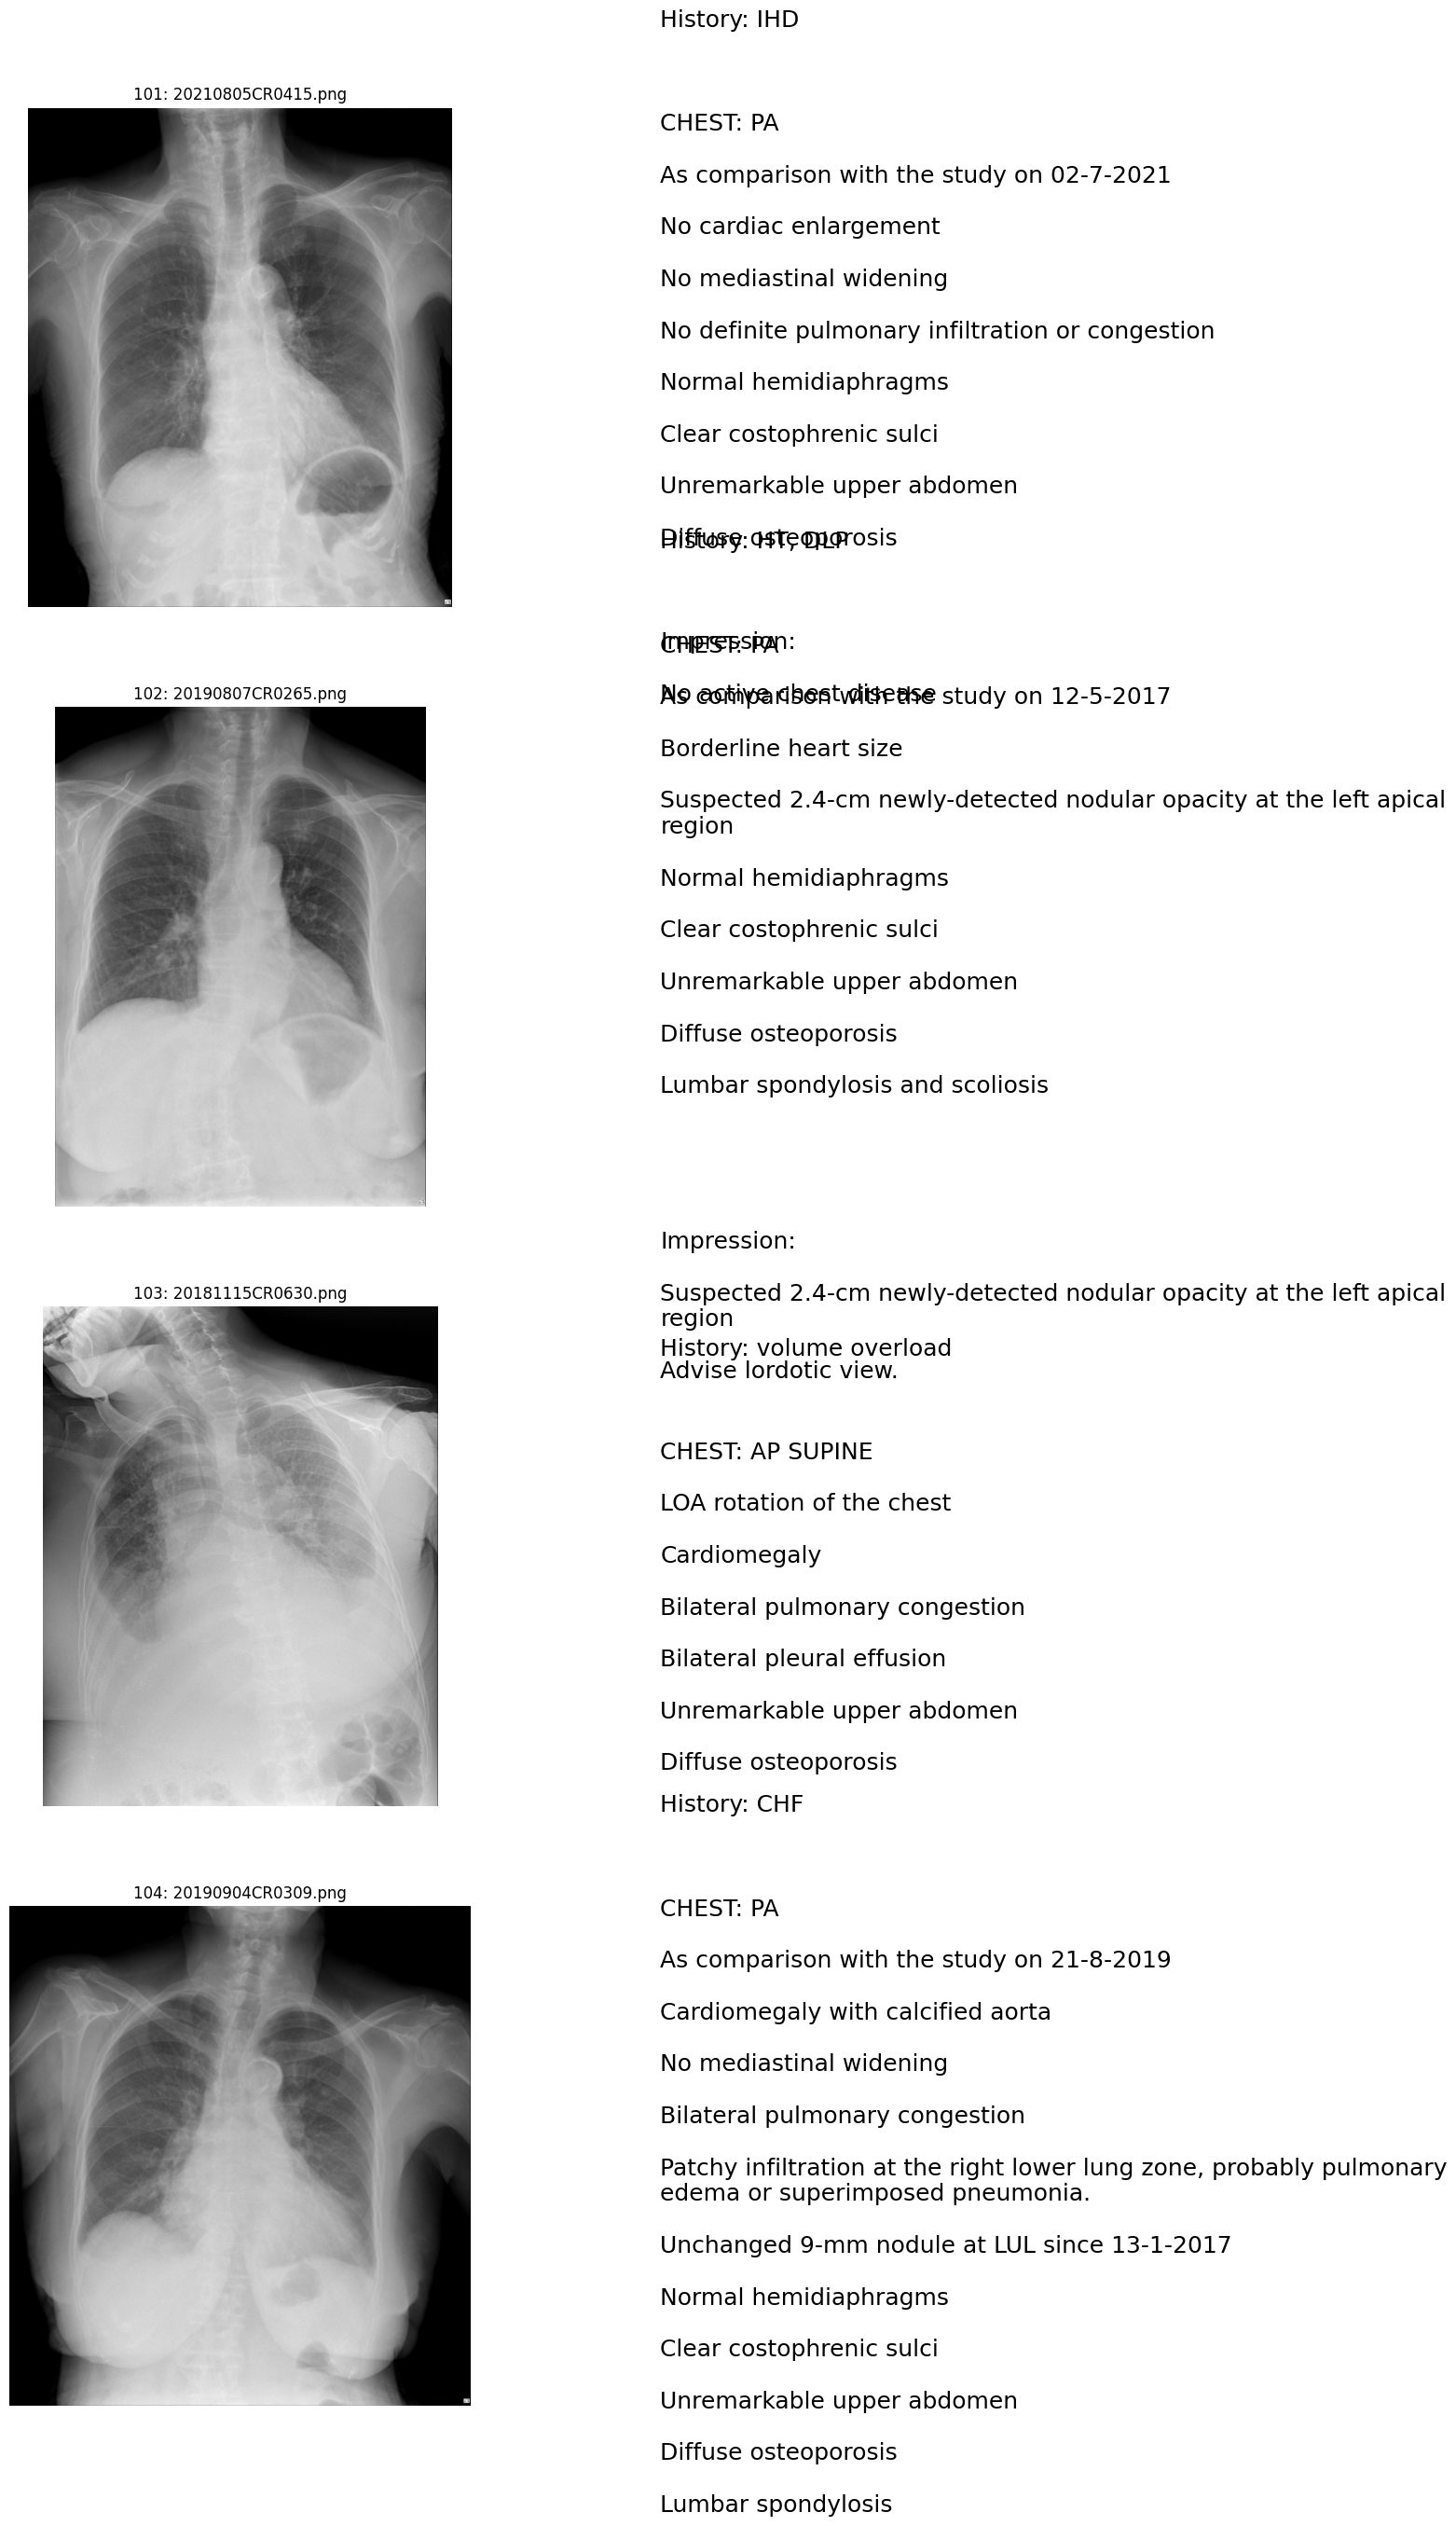 History: IHD
101: 20210805CR0415.png
CHEST: PA
As comparison with the study on 02-7-2021
No cardiac enlargement
No mediastinal widening
No definite pulmonary infiltration or congestion
Normal hemidiaphragms
Clear costophrenic sulci
Unremarkable upper abdomen
Diffuse osteoporosis
History: HT, DLP
Impression:
CHEST: PA
No active chest disease
102: 20190807CR0265.png
As comparison with the study on 12-5-2017
Borderline heart size
Suspected 2.4-cm newly-detected nodular opacity at the left apical
region
Normal hemidiaphragms
Clear costophrenic sulci
Unremarkable upper abdomen
Diffuse osteoporosis
Lumbar spondylosis and scoliosis
Impression:
103: 20181115CR0630.png
Suspected 2.4-cm newly-detected nodular opacity at the left apical
region
History: volume overload
Advise lordotic view.
CHEST: AP SUPINE
LOA rotation of the chest
Cardiomegaly
Bilateral pulmonary congestion
Bilateral pleural effusion
Unremarkable upper abdomen
Diffuse osteoporosis
History: CHF
104: 20190904CR0309.png
CHEST: PA
As comparison with the study on 21-8-2019
Cardiomegaly with calcified aorta
No mediastinal widening
Bilateral pulmonary congestion
Patchy infiltration at the right lower lung zone, probably pulmonary
edema or superimposed pneumonia.
Unchanged 9-mm nodule at LUL since 13-1-2017
Normal hemidiaphragms
Clear costophrenic sulci
Unremarkable upper abdomen
Diffuse osteoporosis
Lumbar spondylosis